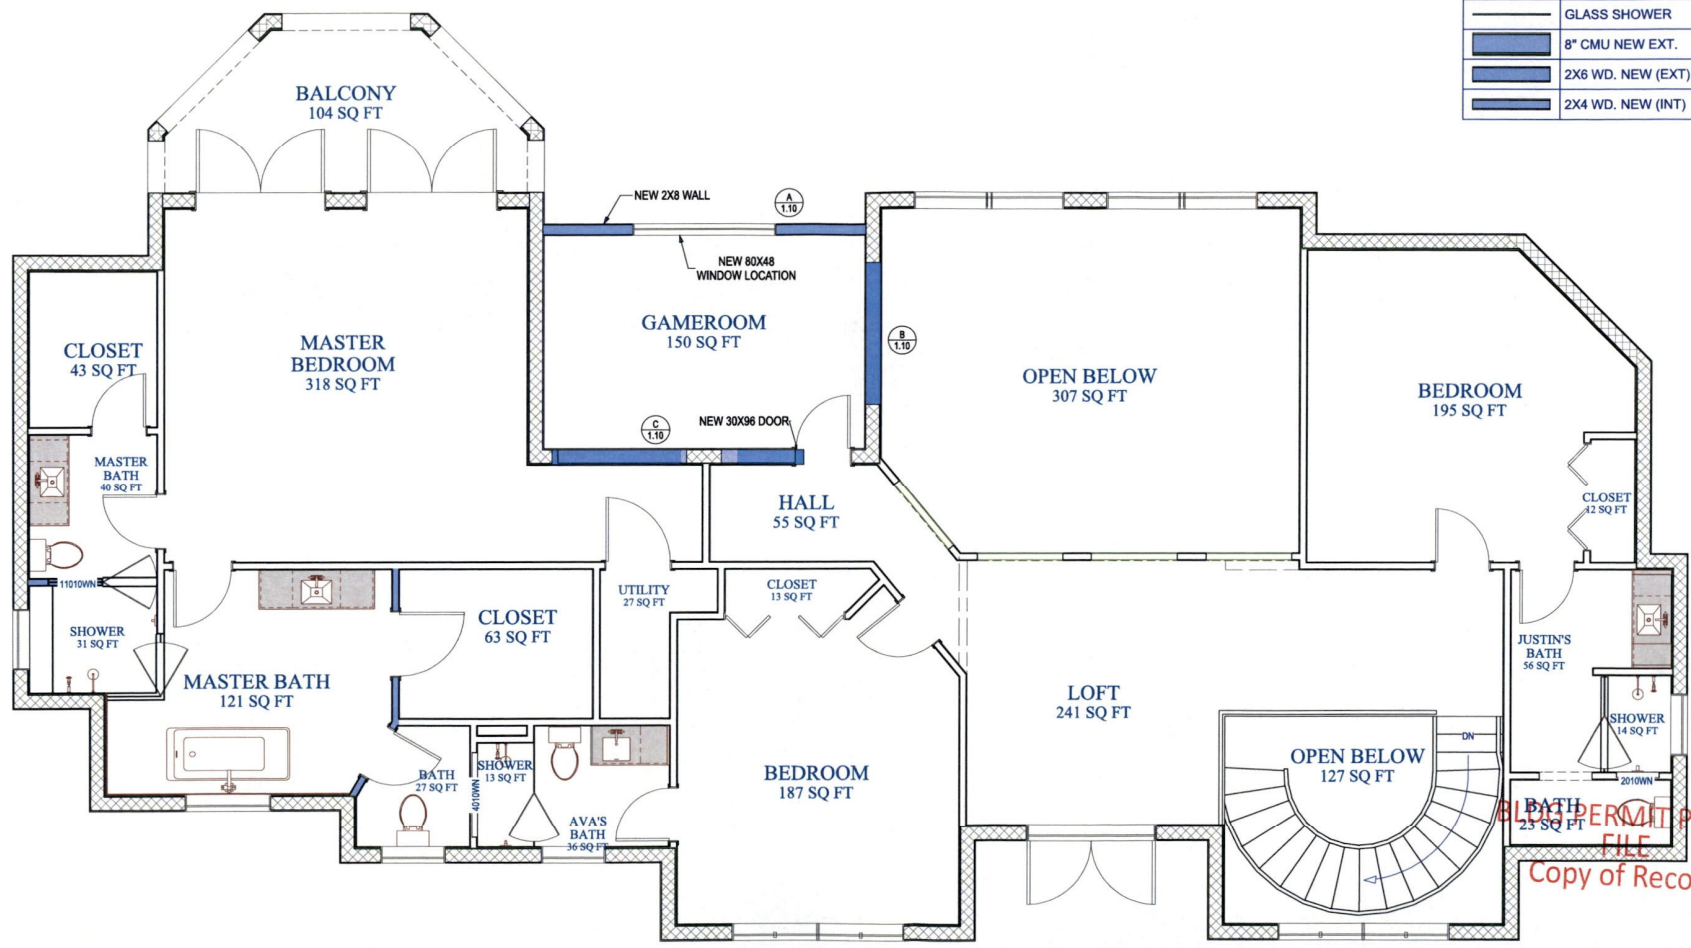 GLASS SHOWER
8" CMU NEW EXT.
2X6 WD. NEW (EXT)
2X4 WD. NEW (INT)
BALCONY
104 SQ FT
NEW 2X8 WALL
A
1.10
NEW 80X48
WINDOW LOCATION
GAMEROOM
150 SQ FT
B
1.10
MASTER
BEDROOM
318 SQ FT
CLOSET
43 SQ FT
OPEN BELOW
307 SQ FT
BEDROOM
195 SQ FT
NEW 30X96 DOOR
C
1.10
MASTER
BATH
40 SQ FT
HALL
55 SQ FT
CLOSET
12 SQ FT
11010WN
CLOSET
63 SQ FT
UTILITY
27 SQ FT
CLOSET
13 SQ FT
SHOWER
31 SQ FT
JUSTIN'S
BATH
56 SQ FT
MASTER BATH
121 SQ FT
LOFT
241 SQ FT
SHOWER
14 SQ FT
DN
OPEN BELOW
127 SQ FT
BEDROOM
187 SQ FT
BATH
27 SQ FT
4010WN
SHOWER
13 SQ FT
AVA'S
BATH
36 SQ FT
2010WN
BATH
23 SQ FT
BLDG PERMIT P
FILE
Copy of Reco